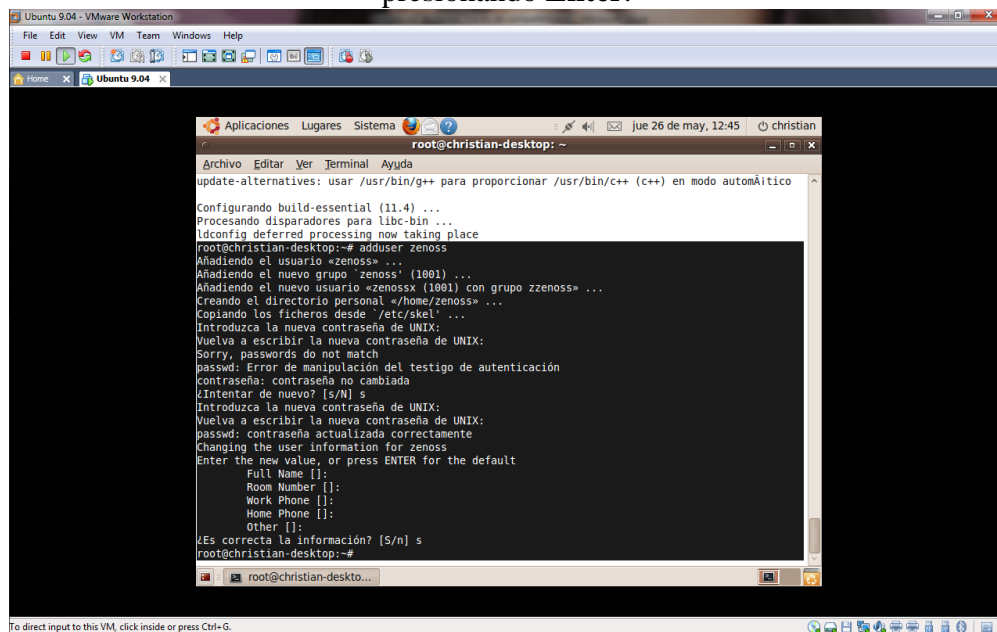 presionando Enter.
Ubuntu 9.04 - VMware Workstation
File Edit View VM Team Windows Help
Home Ubuntu 9.04
Aplicaciones Lugares Sistema jue 26 de may, 12:45 christian
root@christian-desktop: ~
Archivo Editar Ver Terminal Ayuda
update-alternatives: usar /usr/bin/g++ para proporcionar /usr/bin/c++ (c++) en modo automÃ¡tico
Configurando build-essential (11.4) ...
Procesando disparadores para libc-bin ...
ldconfig deferred processing now taking place
root@christian-desktop:~# adduser zenoss
Añadiendo el usuario «zenoss» ...
Añadiendo el nuevo grupo `zenoss' (1001) ...
Añadiendo el nuevo usuario «zenossx (1001) con grupo zzenoss» ...
Creando el directorio personal «/home/zenoss» ...
Copiando los ficheros desde `/etc/skel' ...
Introduzca la nueva contraseña de UNIX:
Vuelva a escribir la nueva contraseña de UNIX:
Sorry, passwords do not match
passwd: Error de manipulación del testigo de autenticación
contraseña: contraseña no cambiada
¿Intentar de nuevo? [s/N] s
Introduzca la nueva contraseña de UNIX:
Vuelva a escribir la nueva contraseña de UNIX:
passwd: contraseña actualizada correctamente
Changing the user information for zenoss
Enter the new value, or press ENTER for the default
Full Name []:
Room Number []:
Work Phone []:
Home Phone []:
Other []:
¿Es correcta la información? [S/n] s
root@christian-desktop:~#
root@christian-deskto...
To direct input to this VM, click inside or press Ctrl+G.